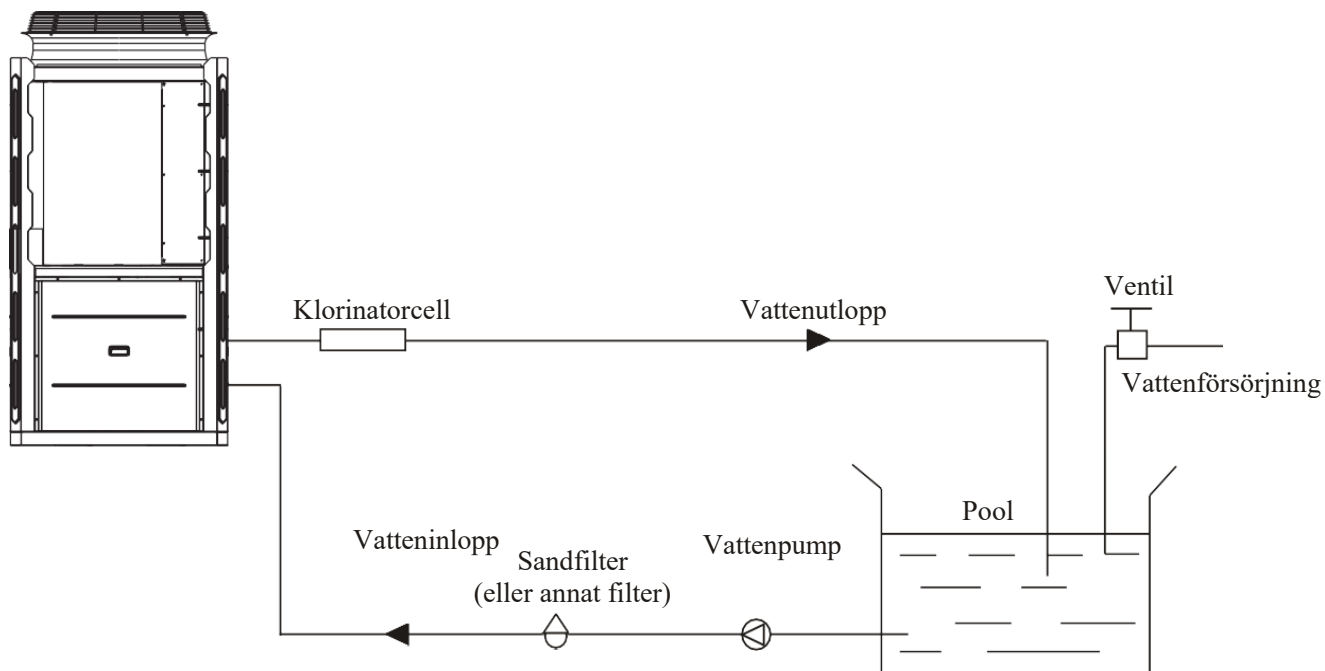 Ventil
Klorinatorcell
Vattenutlopp
Vattenförsörjning
Pool
Vatteninlopp
Vattenpump
Sandfilter
(eller annat filter)